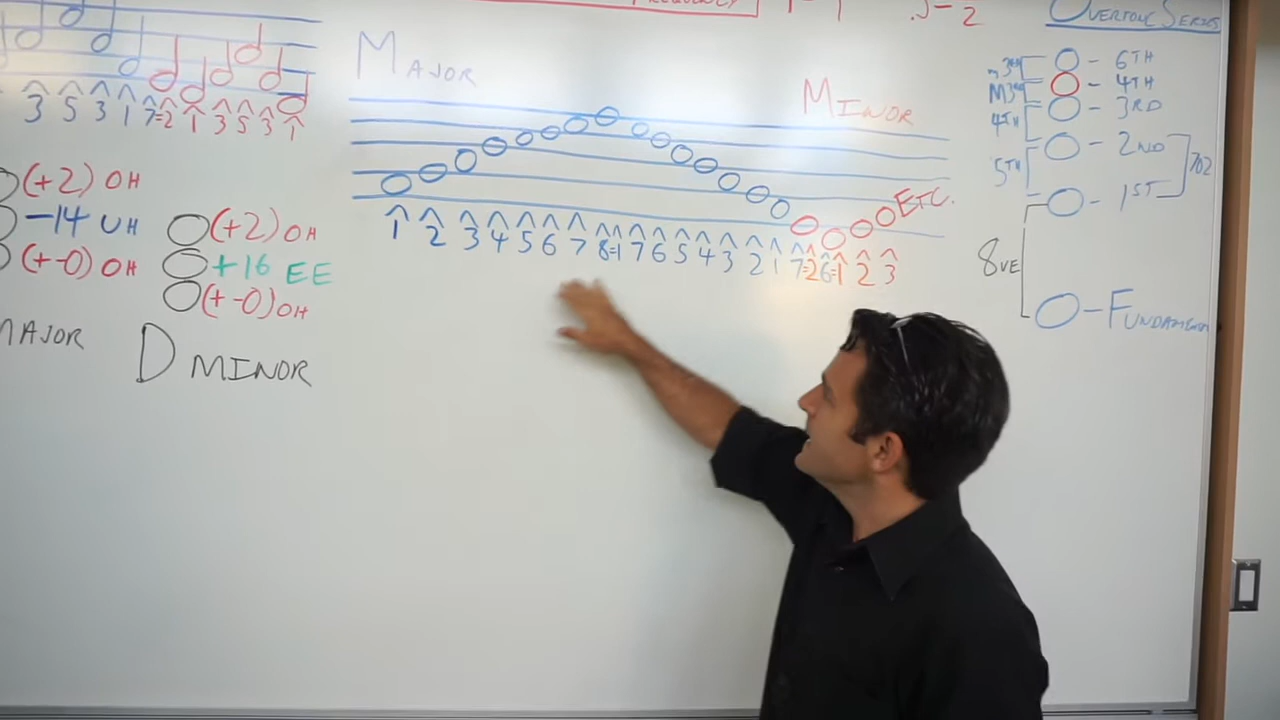 FREQUENCY
OVERTONE SERIES
MAJOR
MINOR
ETC.
3 5 3 1 7=2 1 3 5 3 1
1 2 3 4 5 6 7 8=1 7 6 5 4 3 2 1 7=2 6=1 2 3
(+2) OH
-14 UH
(+-0) OH
MAJOR
(+2) OH
+16 EE
(+-0) OH
D MINOR
m3rd
M3rd
4TH
5TH
8VE
- 6TH
- 4TH
- 3RD
- 2ND
- 1ST
702